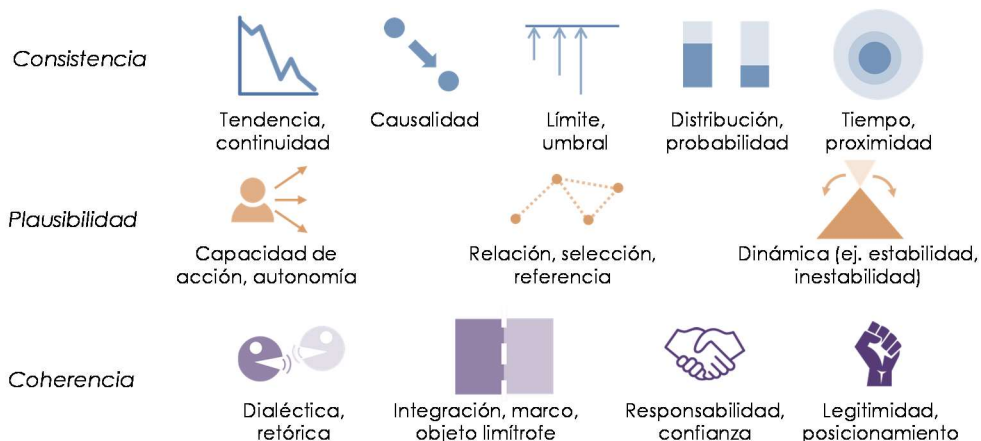 Consistencia
Tendencia,
continuidad
Causalidad
Límite,
umbral
Distribución,
probabilidad
Tiempo,
proximidad
Plausibilidad
Capacidad de
acción, autonomía
Relación, selección,
referencia
Dinámica (ej. estabilidad,
inestabilidad)
Coherencia
Dialéctica,
retórica
Integración, marco,
objeto limítrofe
Responsabilidad,
confianza
Legitimidad,
posicionamiento